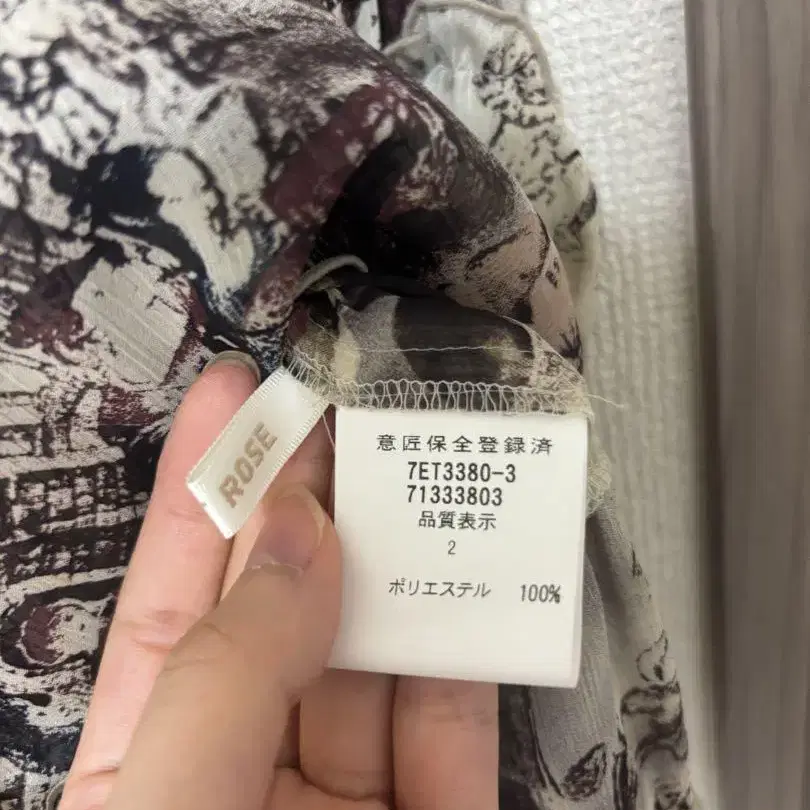 ROSE
意匠保全登録済
7ET3380-3
71333803
品質表示
2
ポリエステル 100%